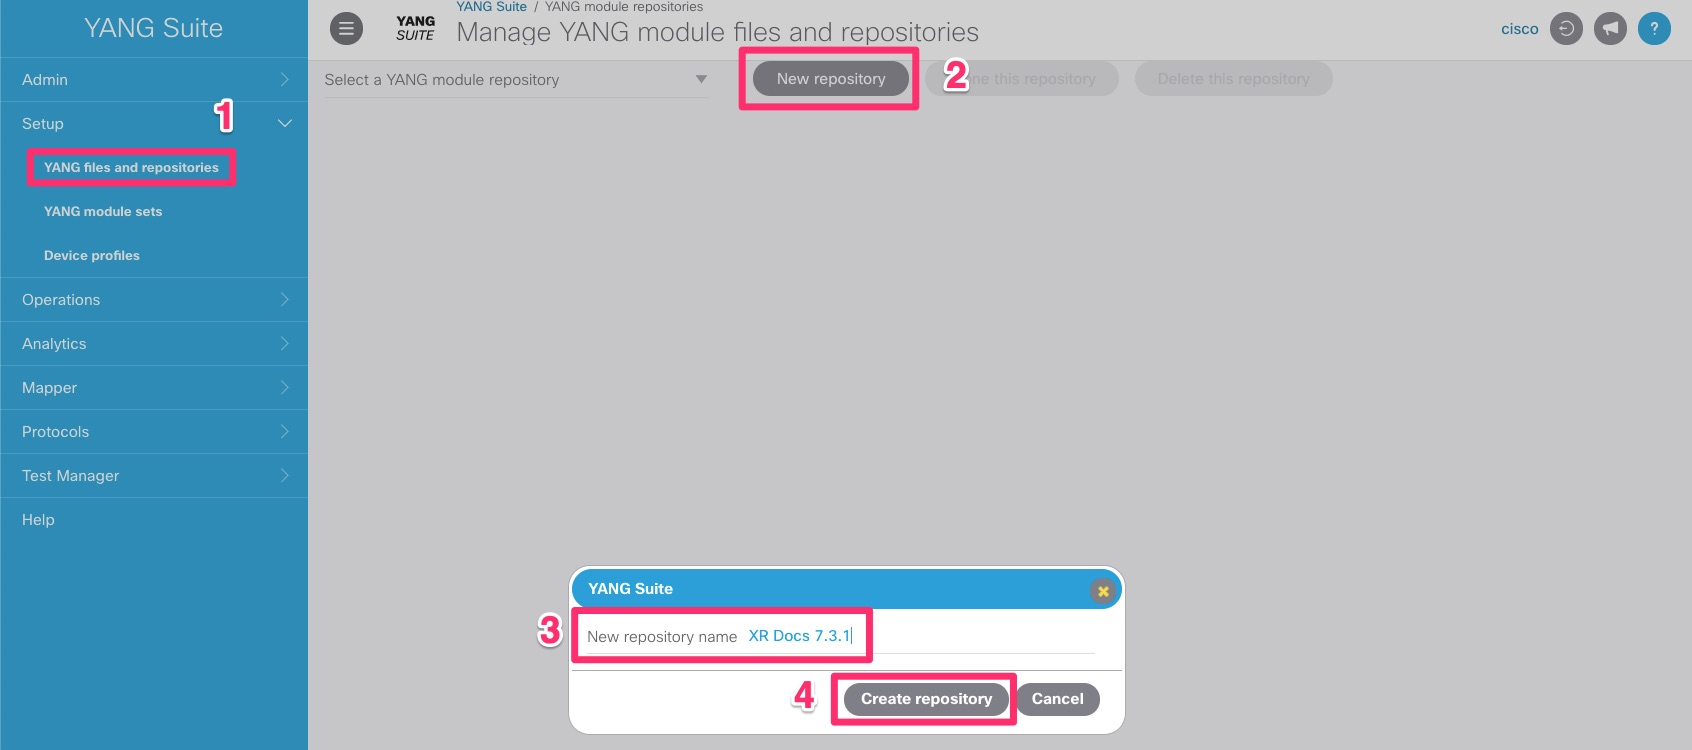 YANG Suite
Admin
Setup
1
YANG files and repositories
YANG module sets
Device profiles
Operations
Analytics
Mapper
Protocols
Test Manager
Help
YANG
SUITE
YANG Suite / YANG module repositories
Manage YANG module files and repositories
cisco
?
Select a YANG module repository
New repository
2
this repository
Delete this repository
YANG Suite
3
New repository name XR Docs 7.3.1
4
Create repository
Cancel